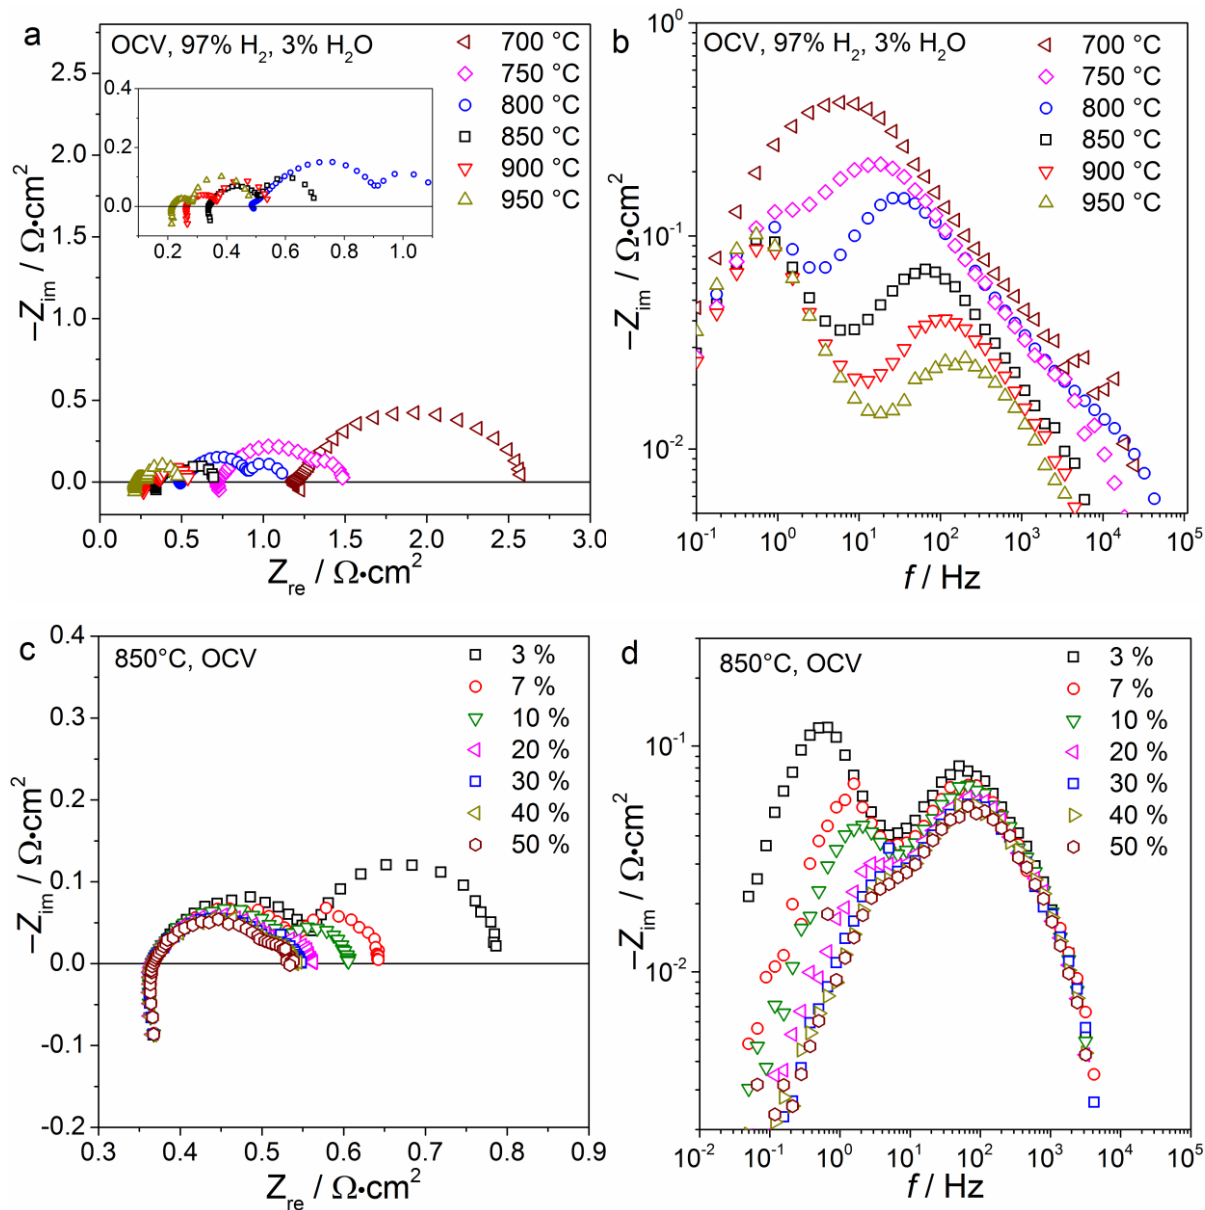 a
OCV, 97% H₂, 3% H₂O
700 °C
750 °C
800 °C
850 °C
900 °C
950 °C
2.5
2.0
1.5
1.0
0.5
0.0
0.4
0.2
0.0
0.2 0.4 0.6 0.8 1.0
0.0 0.5 1.0 1.5 2.0 2.5 3.0
−Z_im / Ω•cm²
Z_re / Ω•cm²
b
OCV, 97% H₂, 3% H₂O
700 °C
750 °C
800 °C
850 °C
900 °C
950 °C
10⁰
10⁻¹
10⁻²
10⁻¹ 10⁰ 10¹ 10² 10³ 10⁴ 10⁵
−Z_im / Ω•cm²
f / Hz
c
850°C, OCV
3 %
7 %
10 %
20 %
30 %
40 %
50 %
0.4
0.3
0.2
0.1
0.0
-0.1
-0.2
0.3 0.4 0.5 0.6 0.7 0.8 0.9
−Z_im / Ω•cm²
Z_re / Ω•cm²
d
850°C, OCV
3 %
7 %
10 %
20 %
30 %
40 %
50 %
10⁻¹
10⁻²
10⁻² 10⁻¹ 10⁰ 10¹ 10² 10³ 10⁴ 10⁵
−Z_im / Ω•cm²
f / Hz